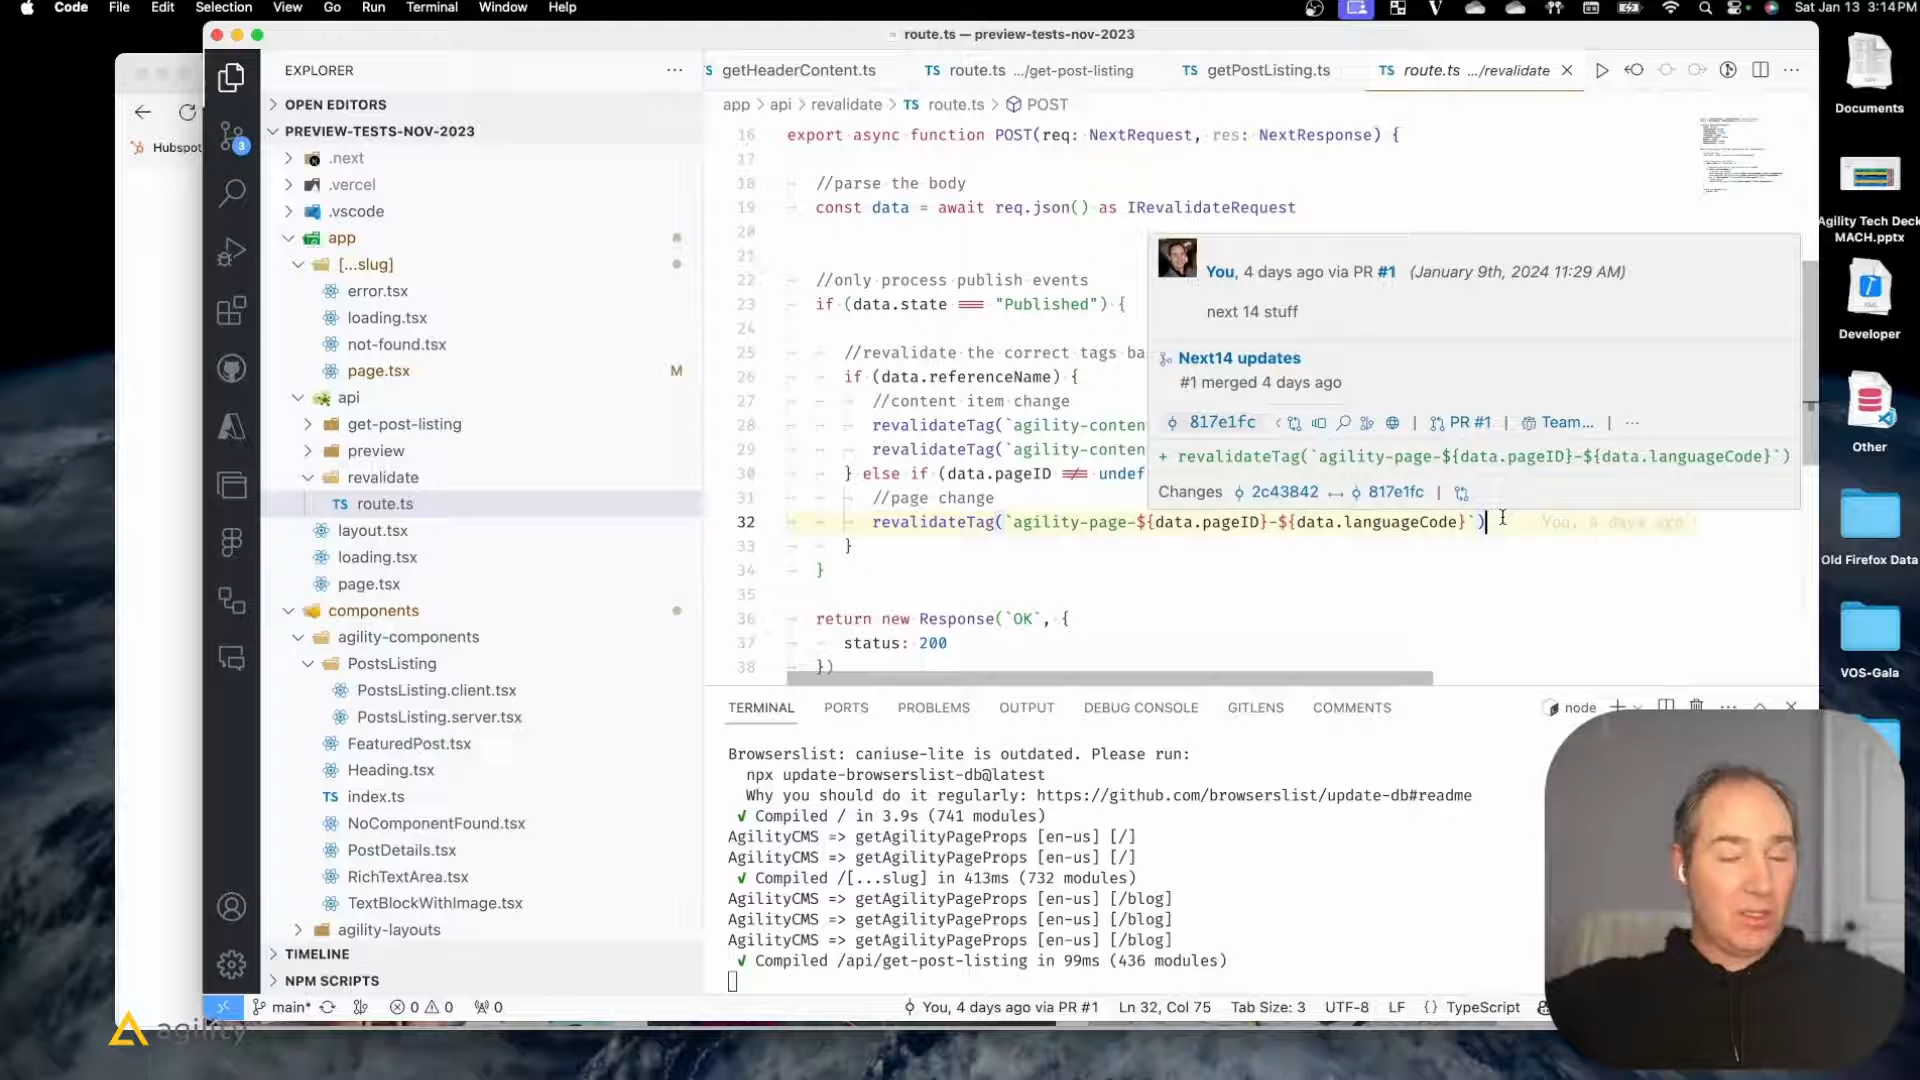 Code File Edit Selection View Go Run Terminal Window Help
Sat Jan 13 3:14 PM
route.ts — preview-tests-nov-2023
Hubspot
EXPLORER
OPEN EDITORS
PREVIEW-TESTS-NOV-2023
.next
.vercel
.vscode
app
[...slug]
error.tsx
loading.tsx
not-found.tsx
page.tsx M
api
get-post-listing
preview
revalidate
TS route.ts
layout.tsx
loading.tsx
page.tsx
components
agility-components
PostsListing
PostsListing.client.tsx
PostsListing.server.tsx
FeaturedPost.tsx
Heading.tsx
TS index.ts
NoComponentFound.tsx
PostDetails.tsx
RichTextArea.tsx
TextBlockWithImage.tsx
agility-layouts
TIMELINE
NPM SCRIPTS
3
getHeaderContent.ts TS route.ts .../get-post-listing TS getPostListing.ts TS route.ts .../revalidate
app > api > revalidate > TS route.ts > POST
16 export async function POST(req: NextRequest, res: NextResponse) {
17
18 //parse the body
19 const data = await req.json() as IRevalidateRequest
20
22 //only process publish events
23 if (data.state === "Published") {
24
25 //revalidate the correct tags ba
26 if (data.referenceName) {
27 //content item change
28 revalidateTag(`agility-conten
29 revalidateTag(`agility-conten
30 } else if (data.pageID !== undef
31 //page change
32 revalidateTag(`agility-page-${data.pageID}-${data.languageCode}`) You, 4 days ago
33 }
34 }
35
36 return new Response(`OK`, {
37 status: 200
38 })
You, 4 days ago via PR #1 (January 9th, 2024 11:29 AM)
next 14 stuff
Next14 updates
#1 merged 4 days ago
817e1fc | PR #1 | Team... | ...
+ revalidateTag(`agility-page-${data.pageID}-${data.languageCode}`)
Changes 2c43842 ↔ 817e1fc |
TERMINAL PORTS PROBLEMS OUTPUT DEBUG CONSOLE GITLENS COMMENTS
node
Browserslist: caniuse-lite is outdated. Please run:
npx update-browserslist-db@latest
Why you should do it regularly: https://github.com/browserslist/update-db#readme
✓ Compiled / in 3.9s (741 modules)
AgilityCMS => getAgilityPageProps [en-us] [/]
AgilityCMS => getAgilityPageProps [en-us] [/]
✓ Compiled /[...slug] in 413ms (732 modules)
AgilityCMS => getAgilityPageProps [en-us] [/blog]
AgilityCMS => getAgilityPageProps [en-us] [/blog]
AgilityCMS => getAgilityPageProps [en-us] [/blog]
✓ Compiled /api/get-post-listing in 99ms (436 modules)
main* 0 0 0
You, 4 days ago via PR #1 Ln 32, Col 75 Tab Size: 3 UTF-8 LF {} TypeScript
Documents
Agility Tech Deck
MACH.pptx
Developer
Other
Old Firefox Data
VOS-Gala
agility